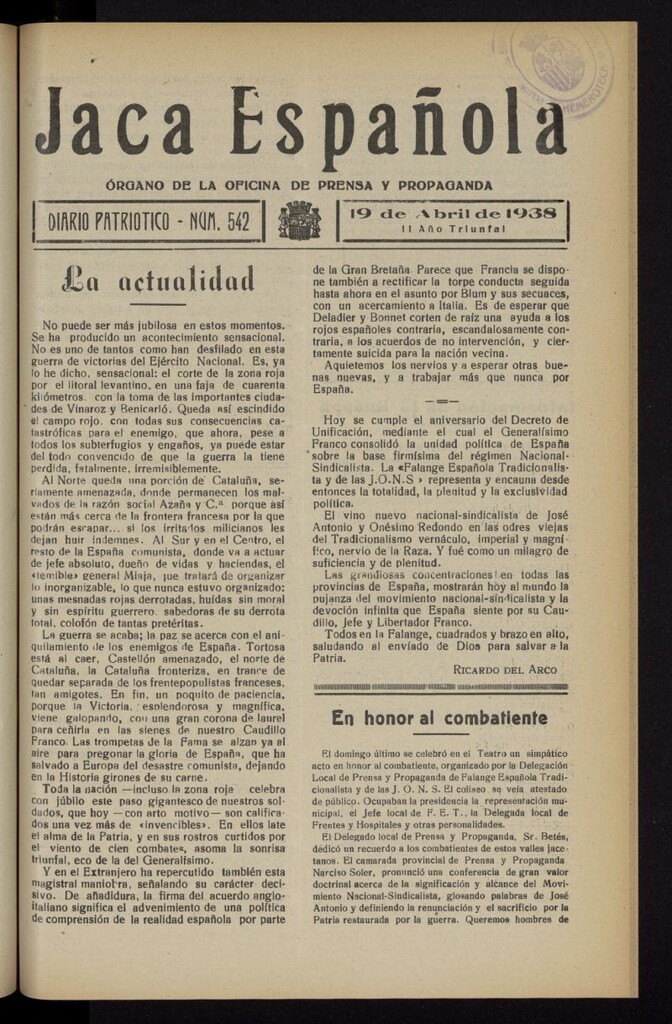 Jaca Española
ÓRGANO DE LA OFICINA DE PRENSA Y PROPAGANDA
DIARIO PATRIOTICO - NUM. 542
19 de Abril de 1938
II Año Triunfal
HEMEROTECA
La actualidad
No puede ser más jubilosa en estos momentos.
Se ha producido un acontecimiento sensacional.
No es uno de tantos como han desfilado en esta
guerra de victorias del Ejército Nacional. Es, ya
lo he dicho, sensacional: el corte de la zona roja
por el litoral levantino, en una faja de cuarenta
kilómetros, con la toma de las importantes ciuda-
des de Vinaroz y Benicarló. Queda así escindido
el campo rojo, con todas sus consecuencias ca-
tastróficas para el enemigo, que ahora, pese a
todos los subterfugios y engaños, ya puede estar
del todo convencido de que la guerra la tiene
perdida, fatalmente, irremisiblemente.
Al Norte queda una porción de Cataluña, se-
riamente amenazada, donde permanecen los mal-
vados de la razón social Azaña y C.ª porque así
están más cerca de la frontera francesa por la que
podrán escapar... si los irritados milicianos les
dejan huir indemnes. Al Sur y en el Centro, el
resto de la España comunista, donde va a actuar
de jefe absoluto, dueño de vidas y haciendas, el
«temible» general Miaja, que tratará de organizar
lo inorganizable, lo que nunca estuvo organizado:
unas mesnadas rojas derrotadas, huídas sin moral
y sin espíritu guerrero, sabedoras de su derrota
total, colofón de tantas pretéritas.
La guerra se acaba; la paz se acerca con el ani-
quilamiento de los enemigos de España. Tortosa
está al caer, Castellón amenazado, el norte de
Cataluña, la Cataluña fronteriza, en trance de
quedar separada de los frentepopulistas franceses,
tan amigotes. En fin, un poquito de paciencia,
porque la Victoria, esplendorosa y magnífica,
viene galopando, con una gran corona de laurel
para ceñirla en las sienes de nuestro Caudillo
Franco. Las trompetas de la Fama se alzan ya al
aire para pregonar la gloria de España, que ha
salvado a Europa del desastre comunista, dejando
en la Historia girones de su carne.
Toda la nación —incluso la zona roja— celebra
con júbilo este paso gigantesco de nuestros sol-
dados, que hoy —con arto motivo— son califica-
dos una vez más de «invencibles». En ellos late
el alma de la Patria, y en sus rostros curtidos por
el viento de cien combates, asoma la sonrisa
triunfal, eco de la del Generalísimo.
Y en el Extranjero ha repercutido también esta
magistral maniobra, señalando su carácter deci-
sivo. De añadidura, la firma del acuerdo anglo-
italiano significa el advenimiento de una política
de comprensión de la realidad española por parte
de la Gran Bretaña. Parece que Francia se dispo-
ne también a rectificar la torpe conducta seguida
hasta ahora en el asunto por Blum y sus secuaces,
con un acercamiento a Italia. Es de esperar que
Deladier y Bonnet corten de raíz una ayuda a los
rojos españoles contraria, escandalosamente con-
traria, a los acuerdos de no intervención, y cier-
tamente suicida para la nación vecina.
Aquietemos los nervios y a esperar otras bue-
nas nuevas, y a trabajar más que nunca por
España.
Hoy se cumple el aniversario del Decreto de
Unificación, mediante el cual el Generalísimo
Franco consolidó la unidad política de España
sobre la base firmísima del régimen Nacional-
Sindicalista. La «Falange Española Tradicionalis-
ta y de las J.O.N.S » representa y encauna desde
entonces la totalidad, la plenitud y la exclusividad
política.
El vino nuevo nacional-sindicalista de José
Antonio y Onésimo Redondo en las odres viejas
del Tradicionalismo vernáculo, imperial y magní-
fico, nervio de la Raza. Y fué como un milagro de
suficiencia y de plenitud.
Las grandiosas concentraciones en todas las
provincias de España, mostrarán hoy al mundo la
pujanza del movimiento nacional-sindicalista y la
devoción infinita que España siente por su Cau-
dillo, Jefe y Libertador Franco.
Todos en la Falange, cuadrados y brazo en alto,
saludando al enviado de Dios para salvar a la
Patria.
RICARDO DEL ARCO
En honor al combatiente
El domingo último se celebró en el Teatro un simpático
acto en honor al combatiente, organizado por la Delegación
Local de Prensa y Propaganda de Falange Española Tradi-
cionalista y de las J. O. N. S. El coliseo se veía atestado
de público. Ocupaban la presidencia la represetación muni-
cipal, el Jefe local de F. E. T., la Delegada local de
Frentes y Hospitales y otras personalidades.
El Delegado local de Prensa y Propaganda, Sr. Betés,
dedicó un recuerdo a los combatientes de estos valles jace-
tanos. El camarada provincial de Prensa y Propaganda
Narciso Soler, pronunció una conferencia de gran valor
doctrinal acerca de la significación y alcance del Movi-
miento Nacional-Sindicalista, glosando palabras de José
Antonio y definiendo la renunciación y el sacrificio por la
Patria restaurada por la guerra. Queremos hombres de